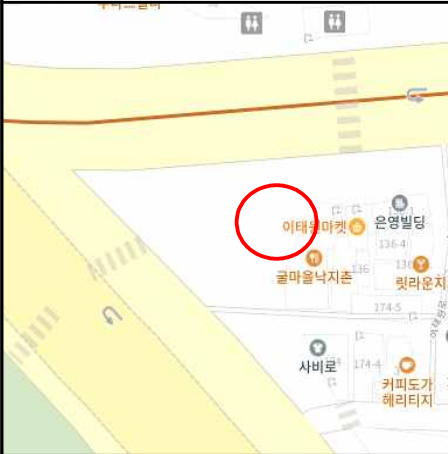 이태원마켓
은영빌딩
136-4
굴마을낙지촌
136
릿라운지
174-5
사비로
174-4
커피도가
헤리티지